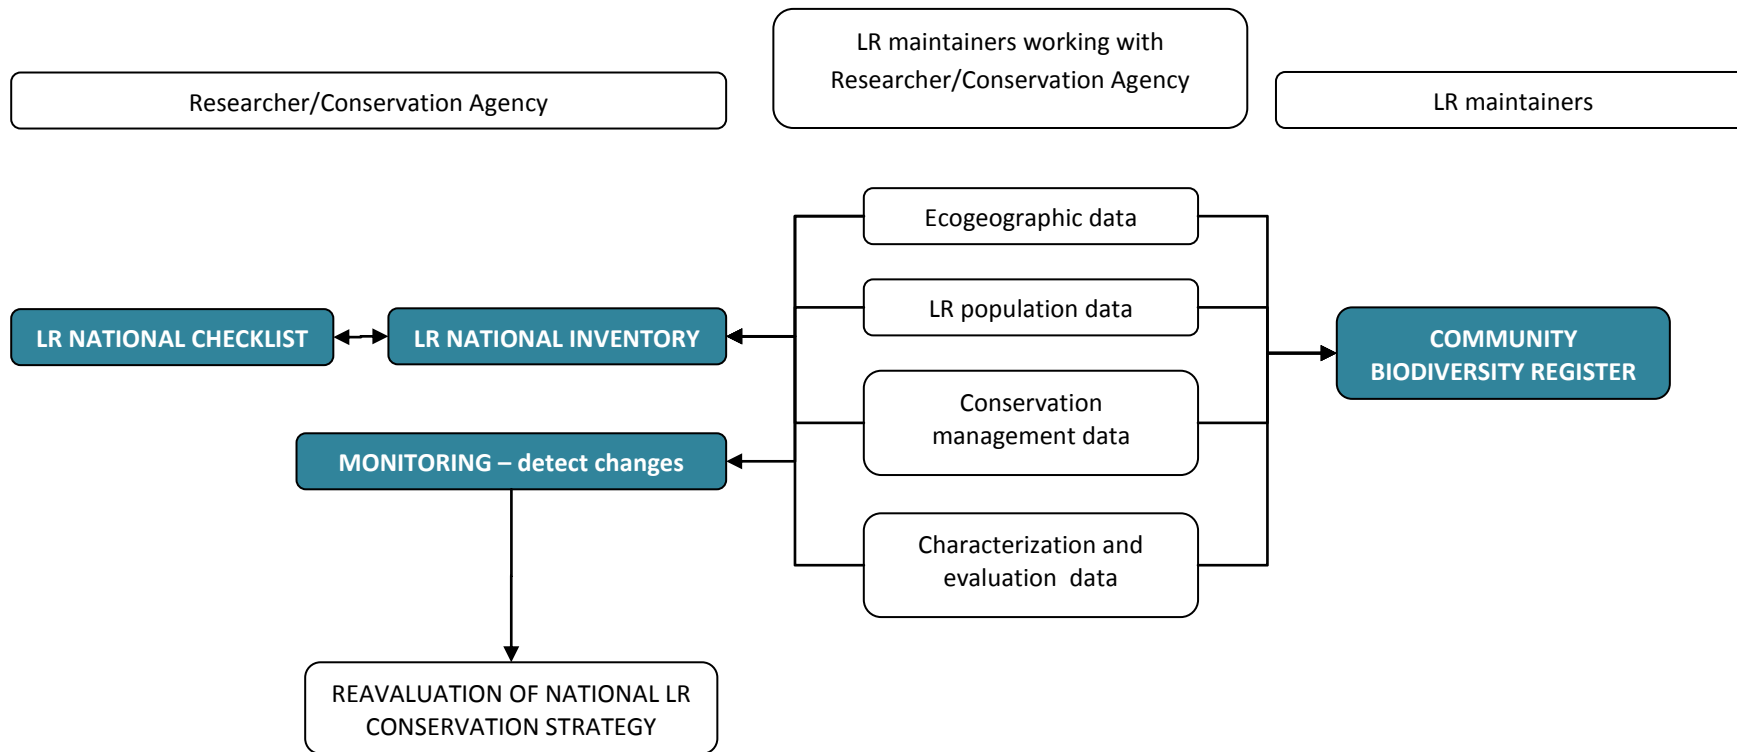 LR maintainers working with
Researcher/Conservation Agency
Researcher/Conservation Agency
LR maintainers
Ecogeographic data
LR population data
LR NATIONAL CHECKLIST
LR NATIONAL INVENTORY
COMMUNITY
BIODIVERSITY REGISTER
Conservation
management data
MONITORING – detect changes
Characterization and
evaluation data
REAVALUATION OF NATIONAL LR
CONSERVATION STRATEGY